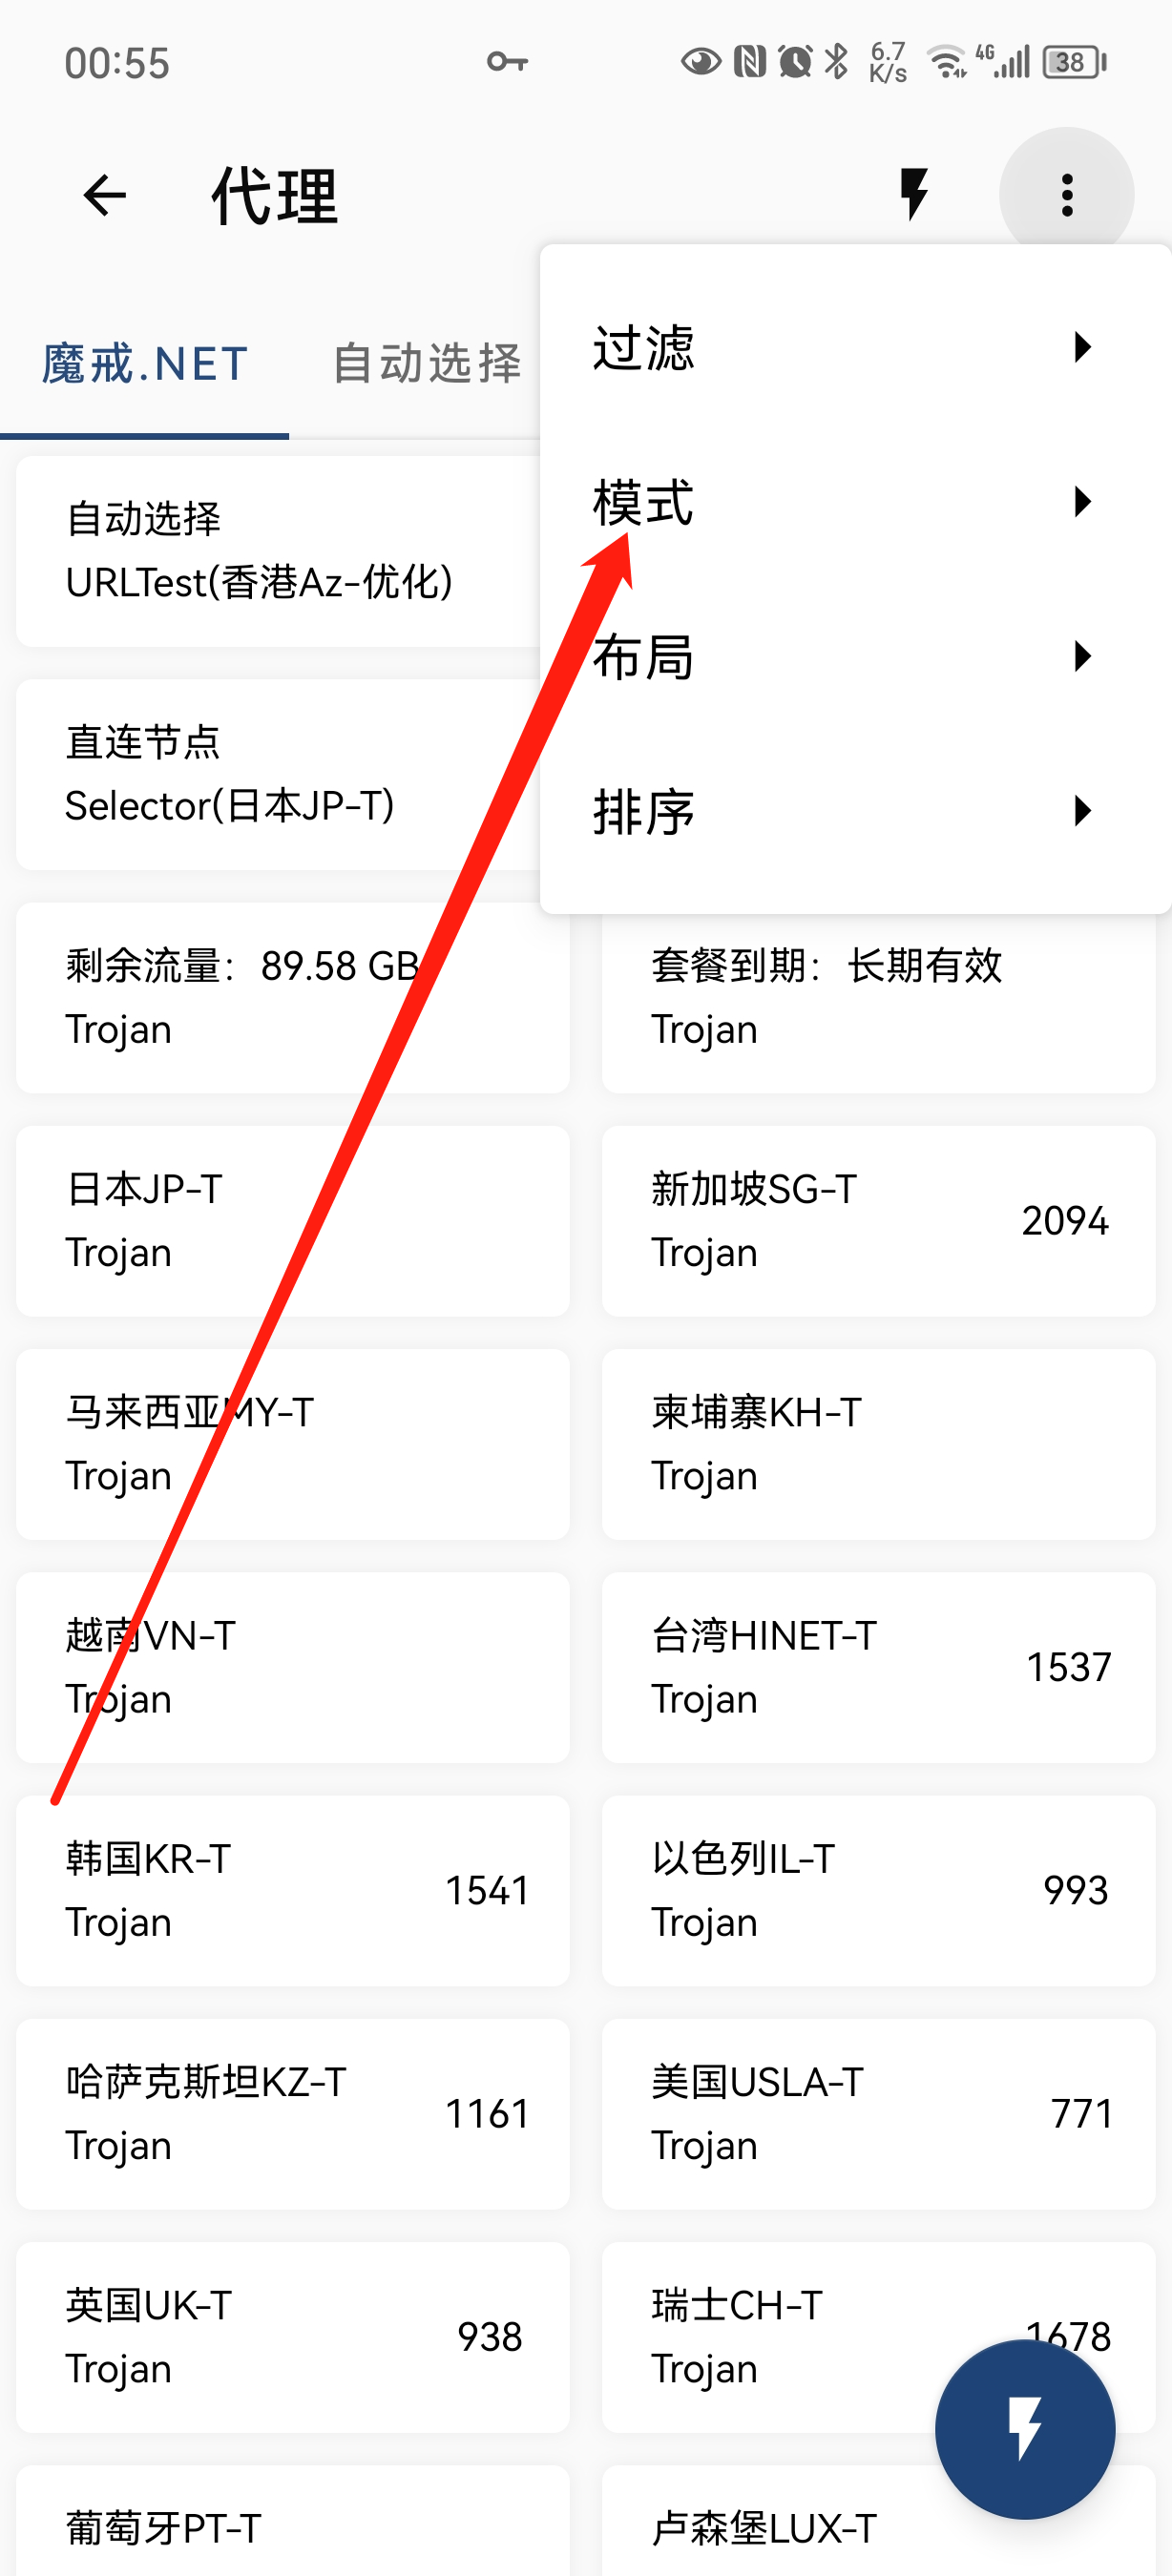 00:55
6.7
K/s
4G
38
代理
魔戒.NET
自动选择
过滤
模式
布局
排序
自动选择
URLTest(香港Az-优化)
直连节点
Selector(日本JP-T)
剩余流量：89.58 GB
Trojan
套餐到期：长期有效
Trojan
日本JP-T
Trojan
新加坡SG-T
Trojan
2094
马来西亚MY-T
Trojan
柬埔寨KH-T
Trojan
越南VN-T
Trojan
台湾HINET-T
Trojan
1537
韩国KR-T
Trojan
1541
以色列IL-T
Trojan
993
哈萨克斯坦KZ-T
Trojan
1161
美国USLA-T
Trojan
771
英国UK-T
Trojan
938
瑞士CH-T
Trojan
1678
葡萄牙PT-T
卢森堡LUX-T